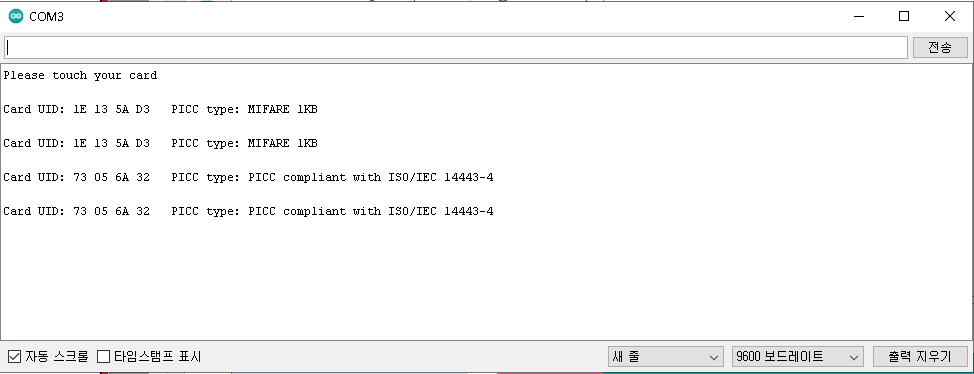 COM3
전송
Please touch your card
Card UID: 1E 13 5A D3   PICC type: MIFARE 1KB
Card UID: 1E 13 5A D3   PICC type: MIFARE 1KB
Card UID: 73 05 6A 32   PICC type: PICC compliant with ISO/IEC 14443-4
Card UID: 73 05 6A 32   PICC type: PICC compliant with ISO/IEC 14443-4
자동 스크롤 타임스탬프 표시 새 줄 9600 보드레이트 출력 지우기